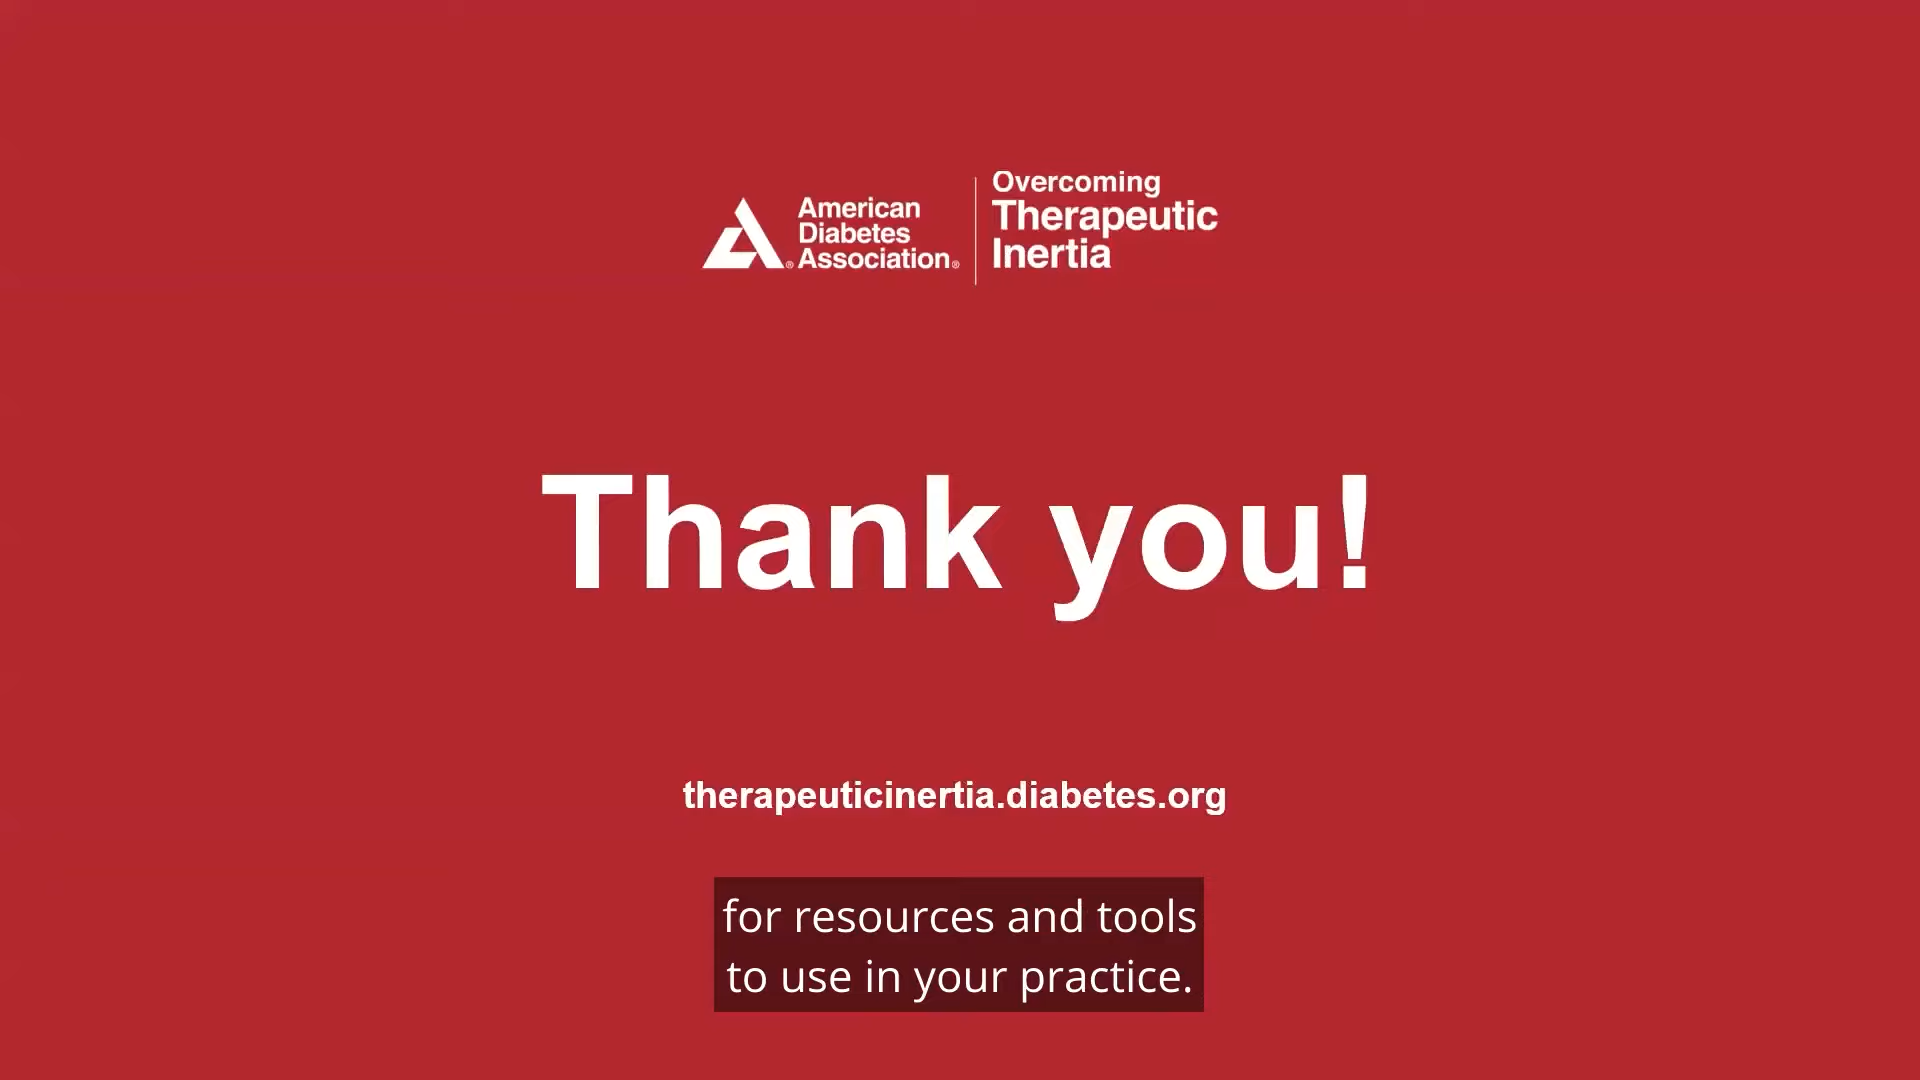 American
Diabetes
® Association®
Overcoming
Therapeutic
Inertia
Thank you!
therapeuticinertia.diabetes.org
for resources and tools
to use in your practice.